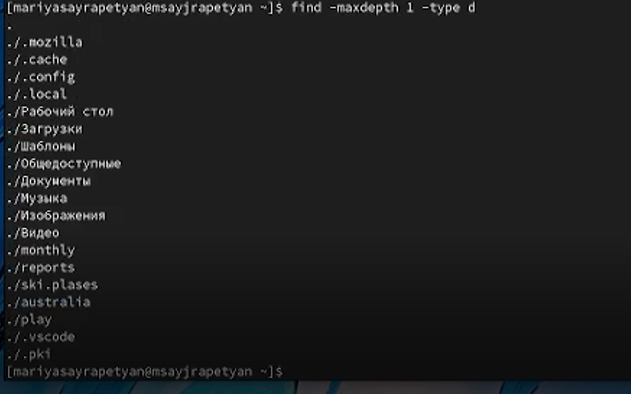 [mariyasayrapetyan@msayjrapetyan ~]$ find -maxdepth 1 -type d
.
./.mozilla
./.cache
./.config
./.local
./Рабочий стол
./Загрузки
./Шаблоны
./Общедоступные
./Документы
./Музыка
./Изображения
./Видео
./monthly
./reports
./ski.plases
./australia
./play
./.vscode
./.pki
[mariyasayrapetyan@msayjrapetyan ~]$